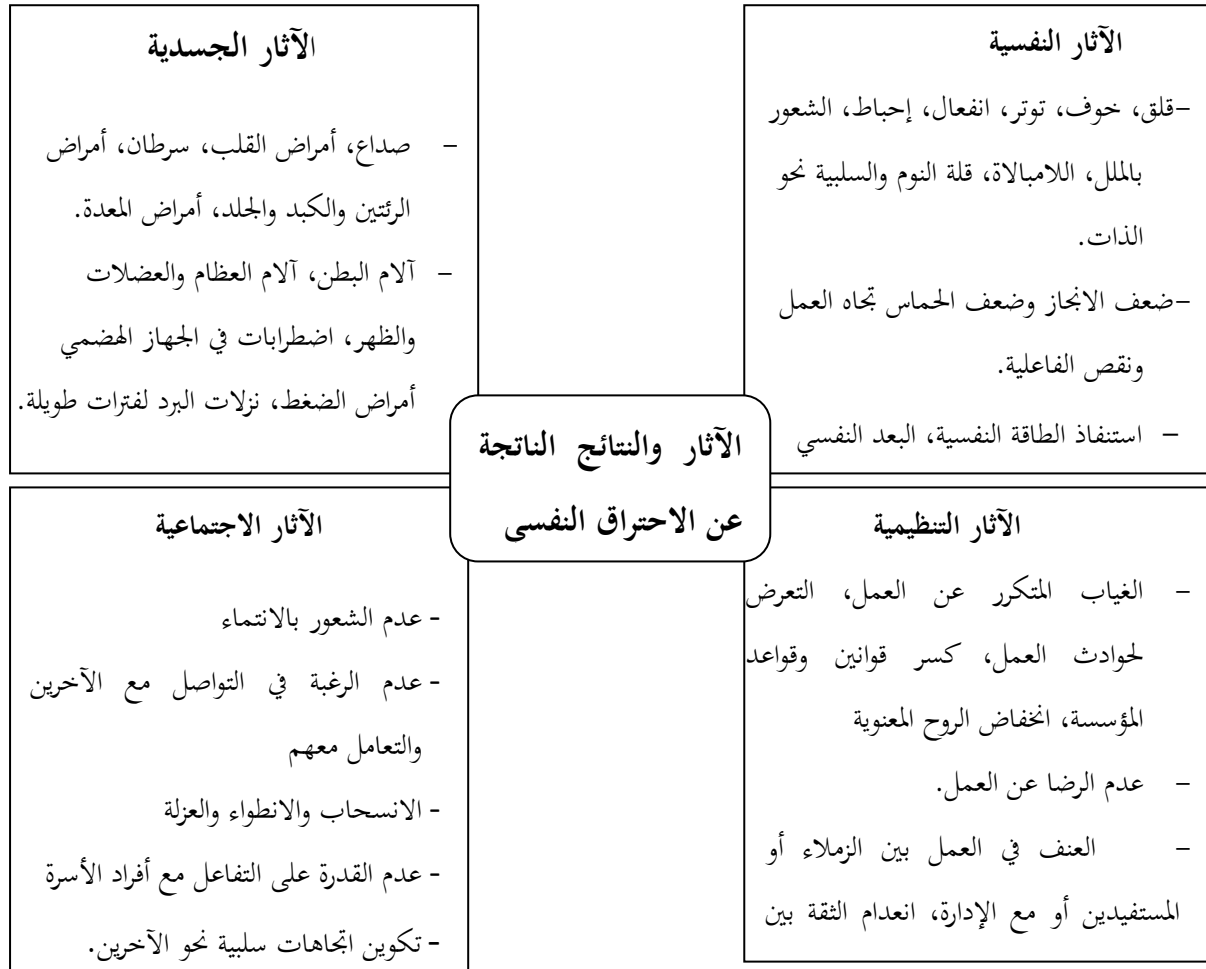 الآثار النفسية
-قلق، خوف، توتر، انفعال، إحباط، الشعور
بالملل، اللامبالاة، قلة النوم والسلبية نحو
الذات.
-ضعف الانجاز وضعف الحماس تجاه العمل
ونقص الفاعلية.
– استنفاذ الطاقة النفسية، البعد النفسي
الآثار الجسدية
– صداع، أمراض القلب، سرطان، أمراض
الرئتين والكبد والجلد، أمراض المعدة.
– آلام البطن، آلام العظام والعضلات
والظهر، اضطرابات في الجهاز الهضمي
أمراض الضغط، نزلات البرد لفترات طويلة.
الآثار والنتائج الناتجة
عن الاحتراق النفسي
الآثار التنظيمية
– الغياب المتكرر عن العمل، التعرض
لحوادث العمل، كسر قوانين وقواعد
المؤسسة، انخفاض الروح المعنوية
– عدم الرضا عن العمل.
– العنف في العمل بين الزملاء أو
المستفيدين أو مع الإدارة، انعدام الثقة بين
الآثار الاجتماعية
- عدم الشعور بالانتماء
- عدم الرغبة في التواصل مع الآخرين
والتعامل معهم
- الانسحاب والانطواء والعزلة
- عدم القدرة على التفاعل مع أفراد الأسرة
- تكوين اتجاهات سلبية نحو الآخرين.